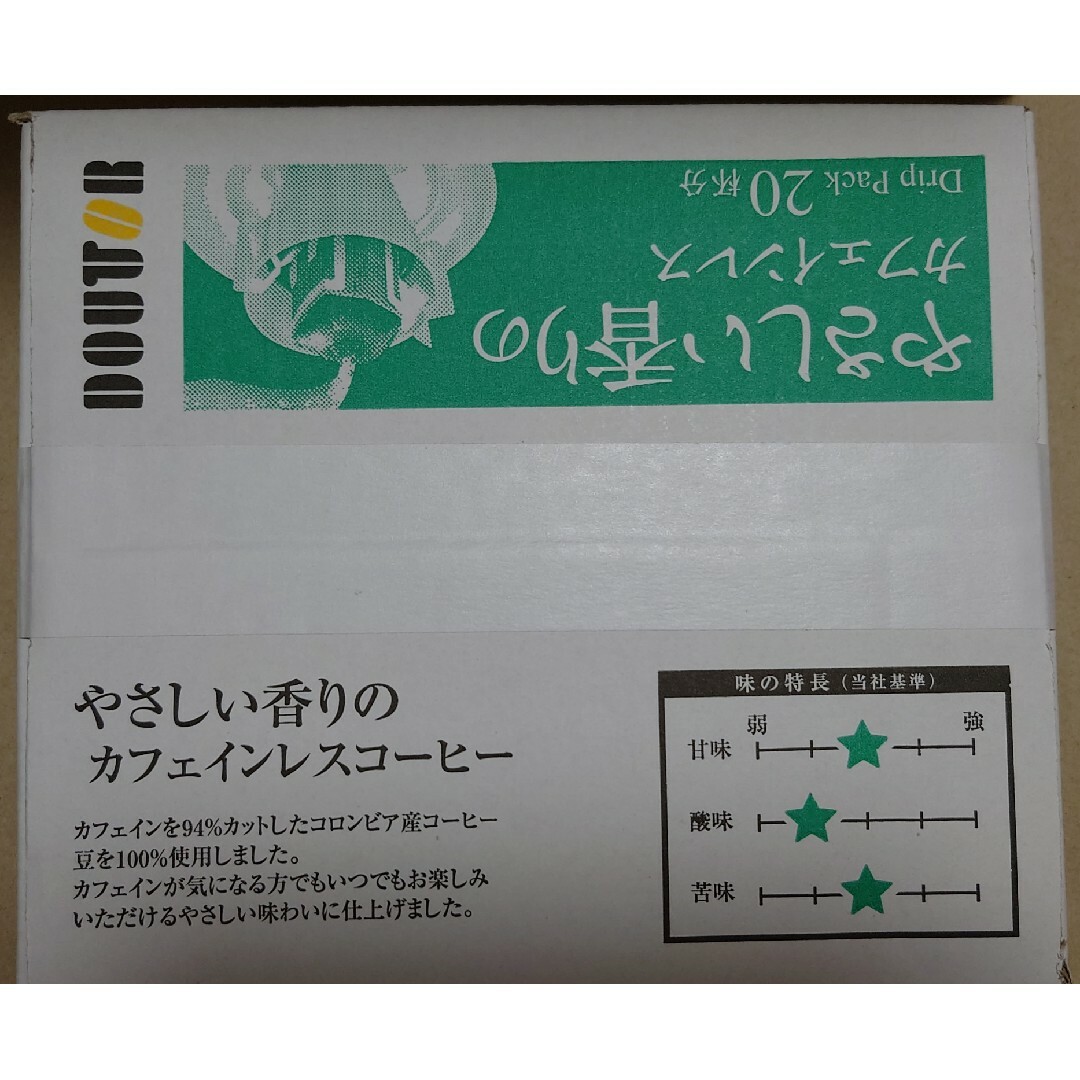 DOUTOR
やさしい香りの
カフェインレス
Drip Pack 20杯分
やさしい香りの
カフェインレスコーヒー
カフェインを94%カットしたコロンビア産コーヒー
豆を100%使用しました。
カフェインが気になる方でもいつでもお楽しみ
いただけるやさしい味わいに仕上げました。
味の特長(当社基準)
弱 強
甘味
酸味
苦味